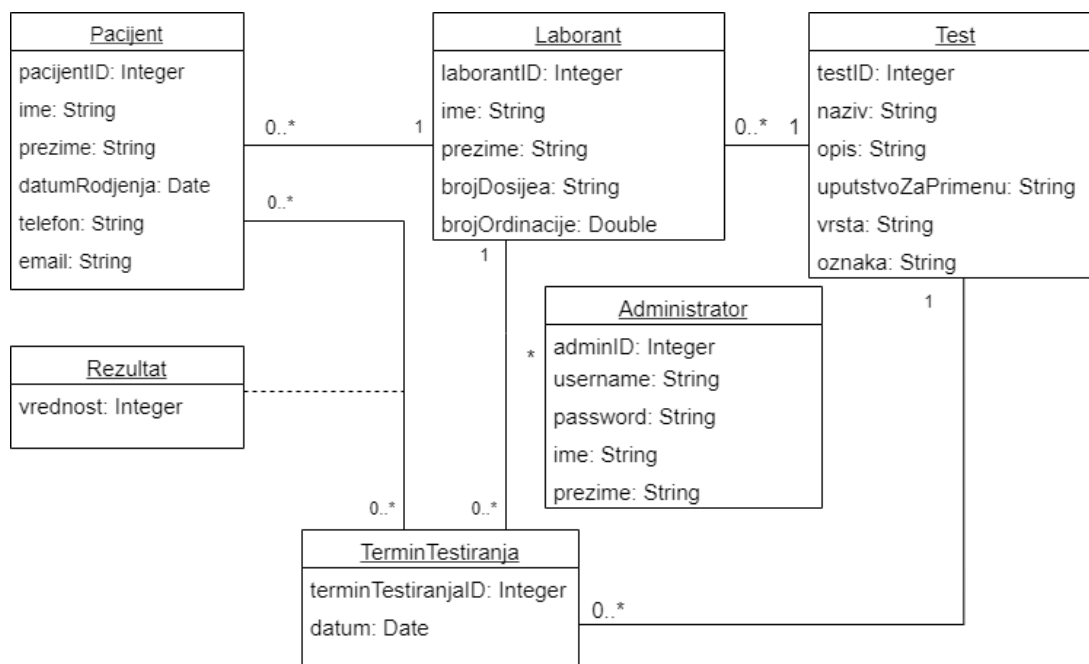 Pacijent
pacijentID: Integer
ime: String
prezime: String
datumRodjenja: Date
telefon: String
email: String
0..*
1
0..*
Laborant
laborantID: Integer
ime: String
prezime: String
brojDosijea: String
brojOrdinacije: Double
0..*
1
1
Test
testID: Integer
naziv: String
opis: String
uputstvoZaPrimenu: String
vrsta: String
oznaka: String
1
Rezultat
vrednost: Integer
*
Administrator
adminID: Integer
username: String
password: String
ime: String
prezime: String
0..*
0..*
TerminTestiranja
terminTestiranjaID: Integer
datum: Date
0..*